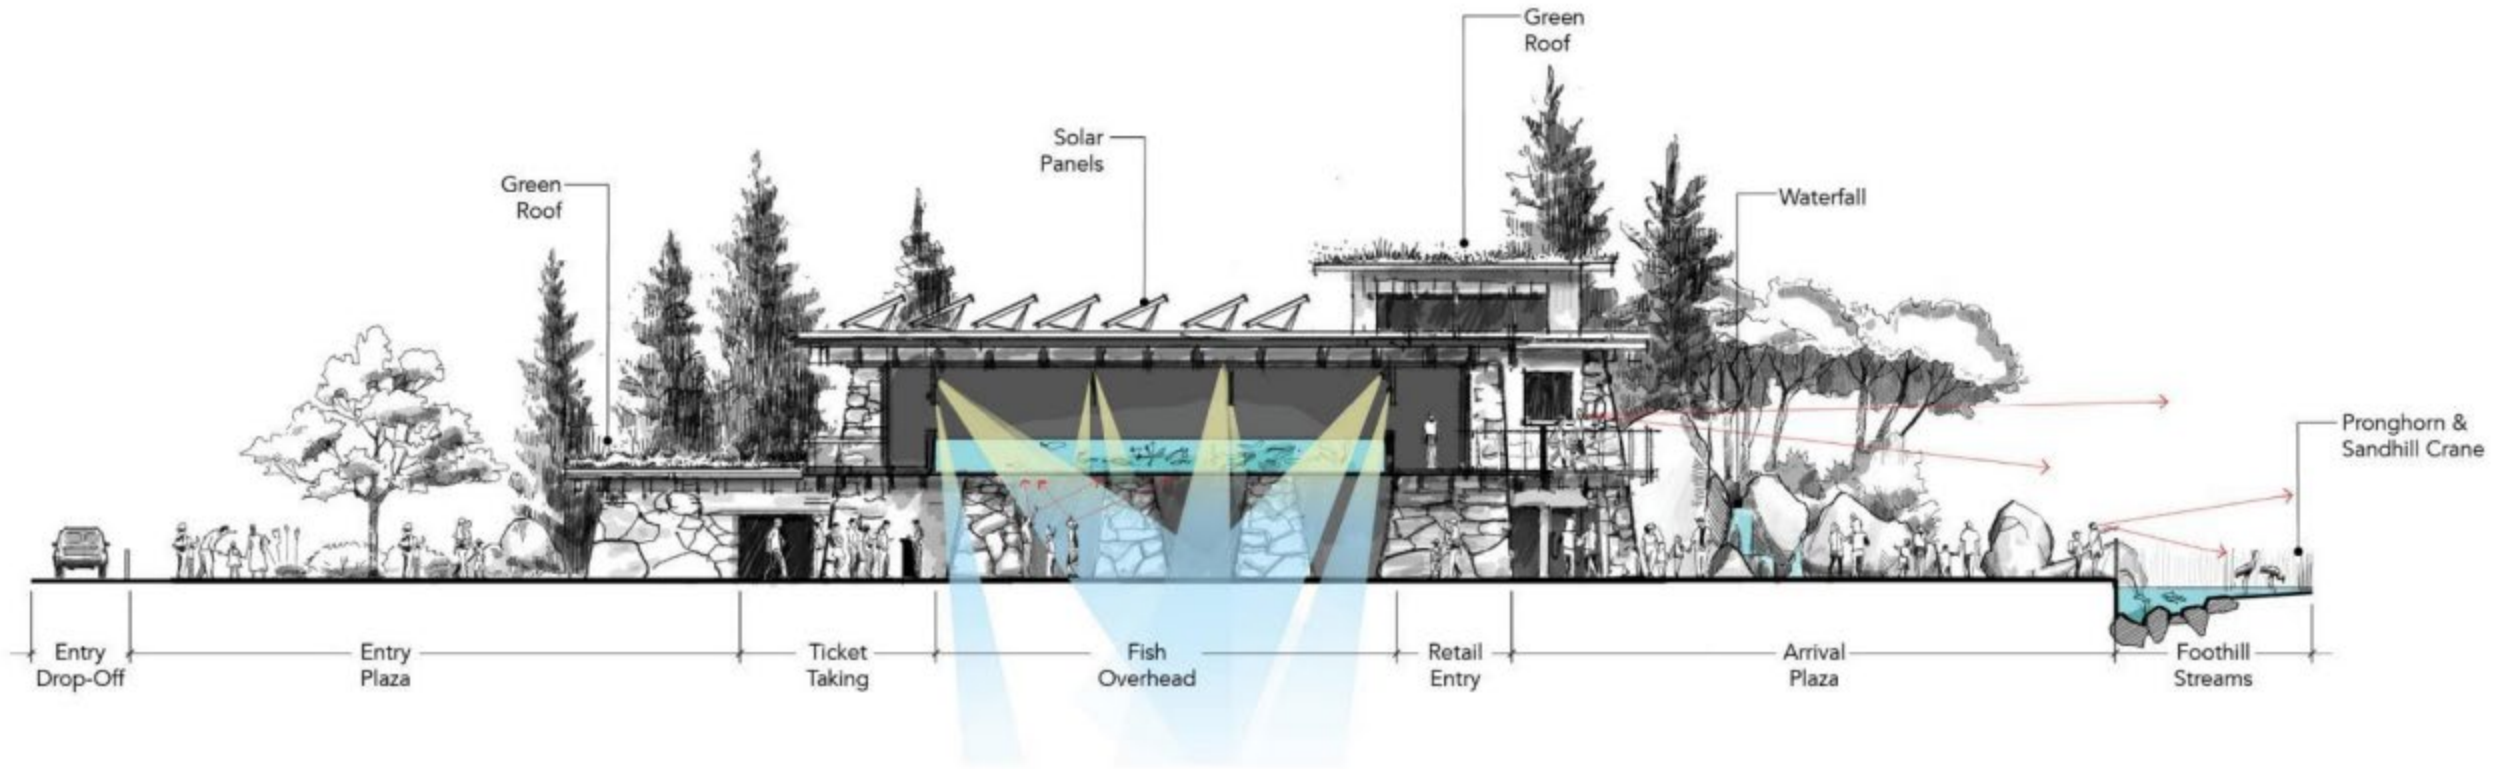 Green
Roof
Solar
Panels
Green
Roof
Waterfall
Pronghorn &
Sandhill Crane
Entry
Drop-Off
Entry
Plaza
Ticket
Taking
Fish
Overhead
Retail
Entry
Arrival
Plaza
Foothill
Streams